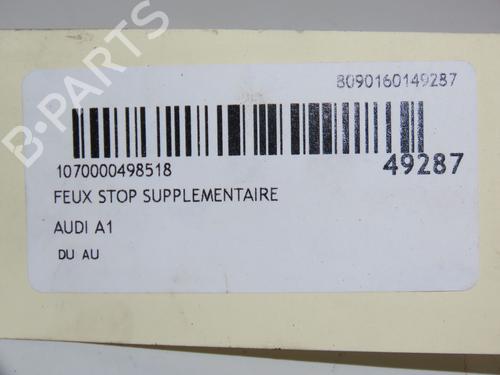 B-PARTS
8090160149287
1070000498518
49287
FEUX STOP SUPPLEMENTAIRE
AUDI A1
DU AU